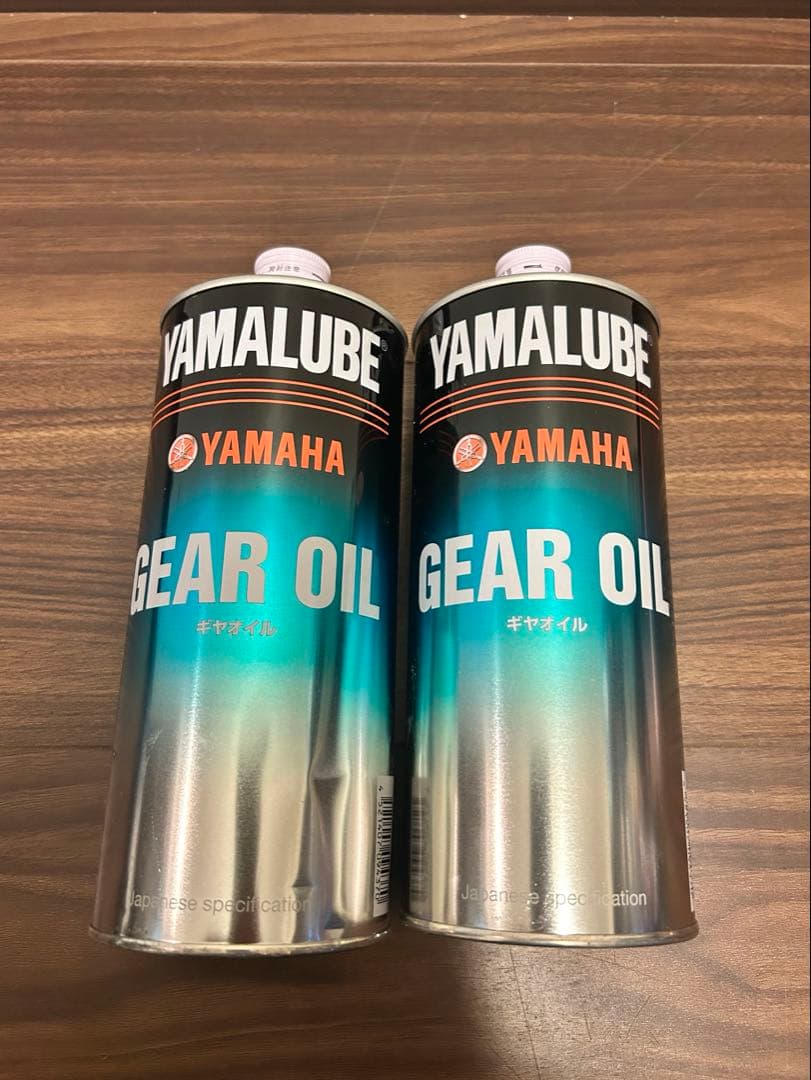 YAMALUBE
YAMAHA
GEAR OIL
ギヤオイル
Japanese specification
YAMALUBE
YAMAHA
GEAR OIL
ギヤオイル
Japanese specification